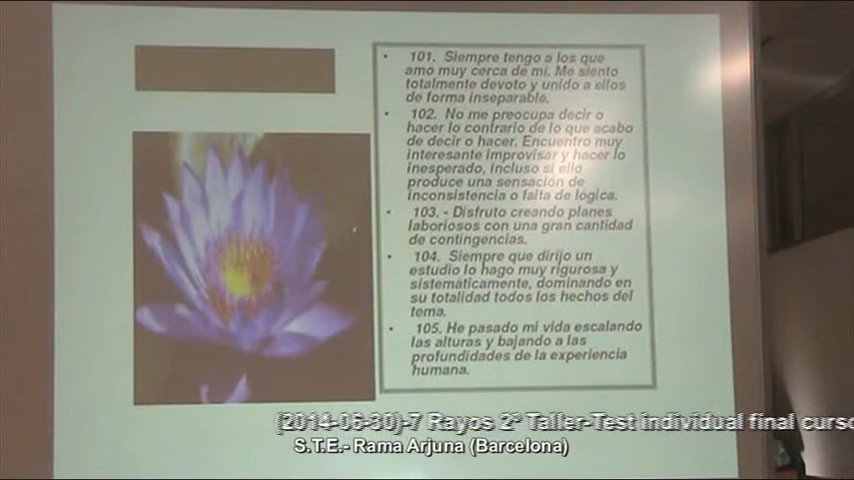 • 101. Siempre tengo a los que
amo muy cerca de mí. Me siento
totalmente devoto y unido a ellos
de forma inseparable.
• 102. No me preocupa decir o
hacer lo contrario de lo que acabo
de decir o hacer. Encuentro muy
interesante improvisar y hacer lo
inesperado, incluso si ello
produce una sensación de
inconsistencia o falta de lógica.
• 103. - Disfruto creando planes
laboriosos con una gran cantidad
de contingencias.
• 104. Siempre que dirijo un
estudio lo hago muy rigurosa y
sistemáticamente, dominando en
su totalidad todos los hechos del
tema.
• 105. He pasado mi vida escalando
las alturas y bajando a las
profundidades de la experiencia
humana.
(2014-06-30)-7 Rayos 2º Taller-Test individual final curso
S.T.E.- Rama Arjuna (Barcelona)